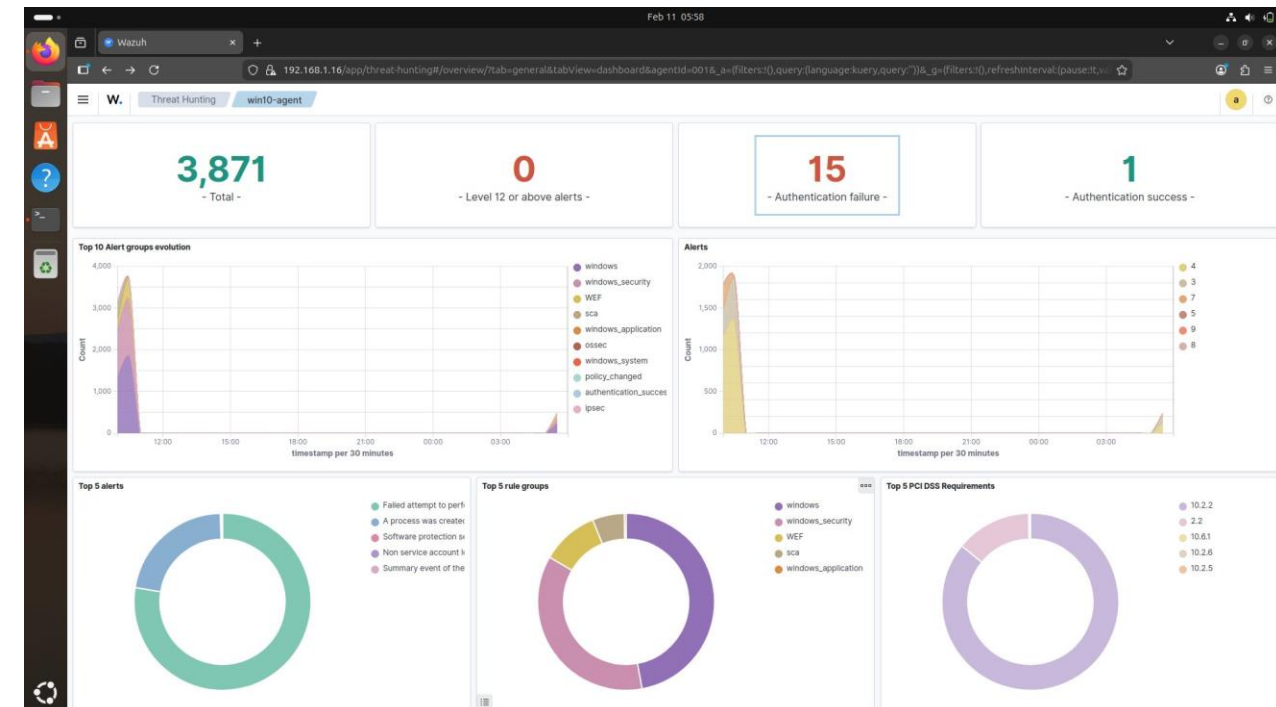 Feb 11 05:58
Wazuh
192.168.1.16/app/threat-hunting#/overview/?tab=general&tabView=dashboard&agentId=001&_a=(filters:!(),query:(language:kuery,query:''))&_g=(filters:!(),refreshInterval:(pause:!t,v
W. Threat Hunting win10-agent a
3,871
- Total -
0
- Level 12 or above alerts -
15
- Authentication failure -
1
- Authentication success -
Top 10 Alert groups evolution
4,000
3,000
2,000
1,000
0
Count
12:00 15:00 18:00 21:00 00:00 03:00
timestamp per 30 minutes
windows
windows_security
WEF
sca
windows_application
ossec
windows_system
policy_changed
authentication_succes
ipsec
Alerts
2,000
1,500
1,000
500
0
Count
12:00 15:00 18:00 21:00 00:00 03:00
timestamp per 30 minutes
4
3
7
5
9
8
Top 5 alerts
Failed attempt to perf
A process was created
Software protection se
Non service account l
Summary event of the
Top 5 rule groups
windows
windows_security
WEF
sca
windows_application
Top 5 PCI DSS Requirements
10.2.2
2.2
10.6.1
10.2.6
10.2.5